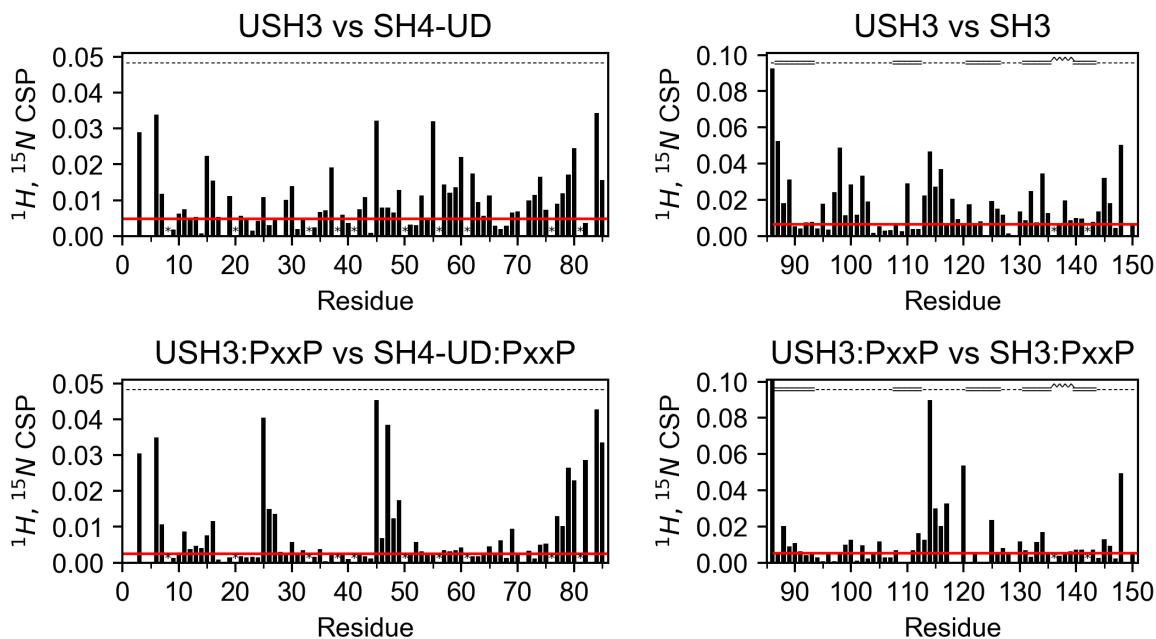 USH3 vs SH4-UD
0.05
0.04
0.03
0.02
0.01
0.00
¹H, ¹⁵N CSP
* * * * * * * * * *
0 10 20 30 40 50 60 70 80
Residue
USH3 vs SH3
0.10
0.08
0.06
0.04
0.02
0.00
¹H, ¹⁵N CSP
* *
90 100 110 120 130 140 150
Residue
USH3:PxxP vs SH4-UD:PxxP
0.05
0.04
0.03
0.02
0.01
0.00
¹H, ¹⁵N CSP
* * * * * * * * * *
0 10 20 30 40 50 60 70 80
Residue
USH3:PxxP vs SH3:PxxP
0.10
0.08
0.06
0.04
0.02
0.00
¹H, ¹⁵N CSP
* *
90 100 110 120 130 140 150
Residue